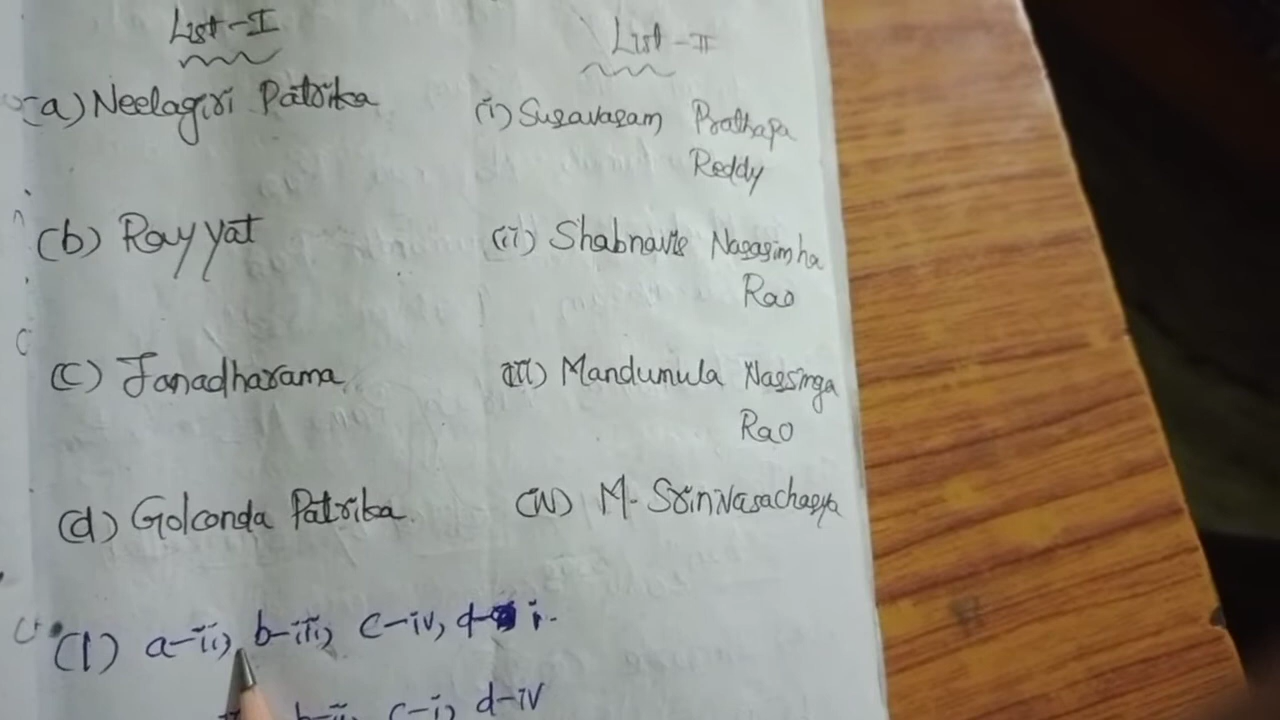 List-I List-II
(a) Neelagiri Patrika (i) Suravaram Prathapa
Reddy
(b) Rayyat (ii) Shabnavis Narasimha
Rao
(c) Janadharama (iii) Mandumula Narsinga
Rao
(d) Golconda Patrika (iv) M. Srinivasacharya
(1) a-ii, b-iii, c-iv, d- i.
b-ii, c-i, d-iv